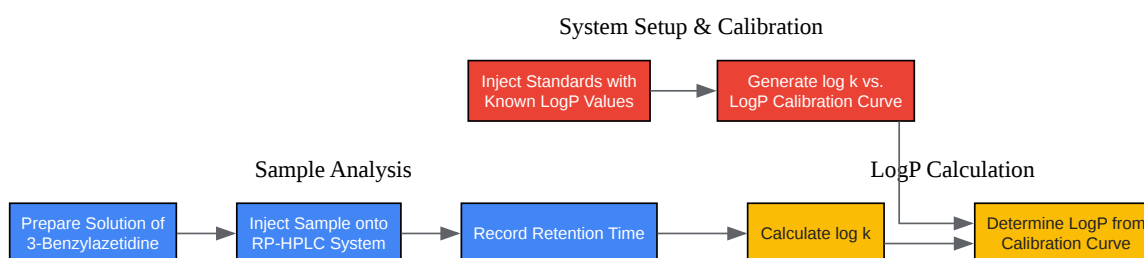 System Setup & Calibration
Inject Standards with
Known LogP Values
Generate log k vs.
LogP Calibration Curve
Sample Analysis
LogP Calculation
Prepare Solution of
3-Benzylazetidine
Inject Sample onto
RP-HPLC System
Record Retention Time
Calculate log k
Determine LogP from
Calibration Curve